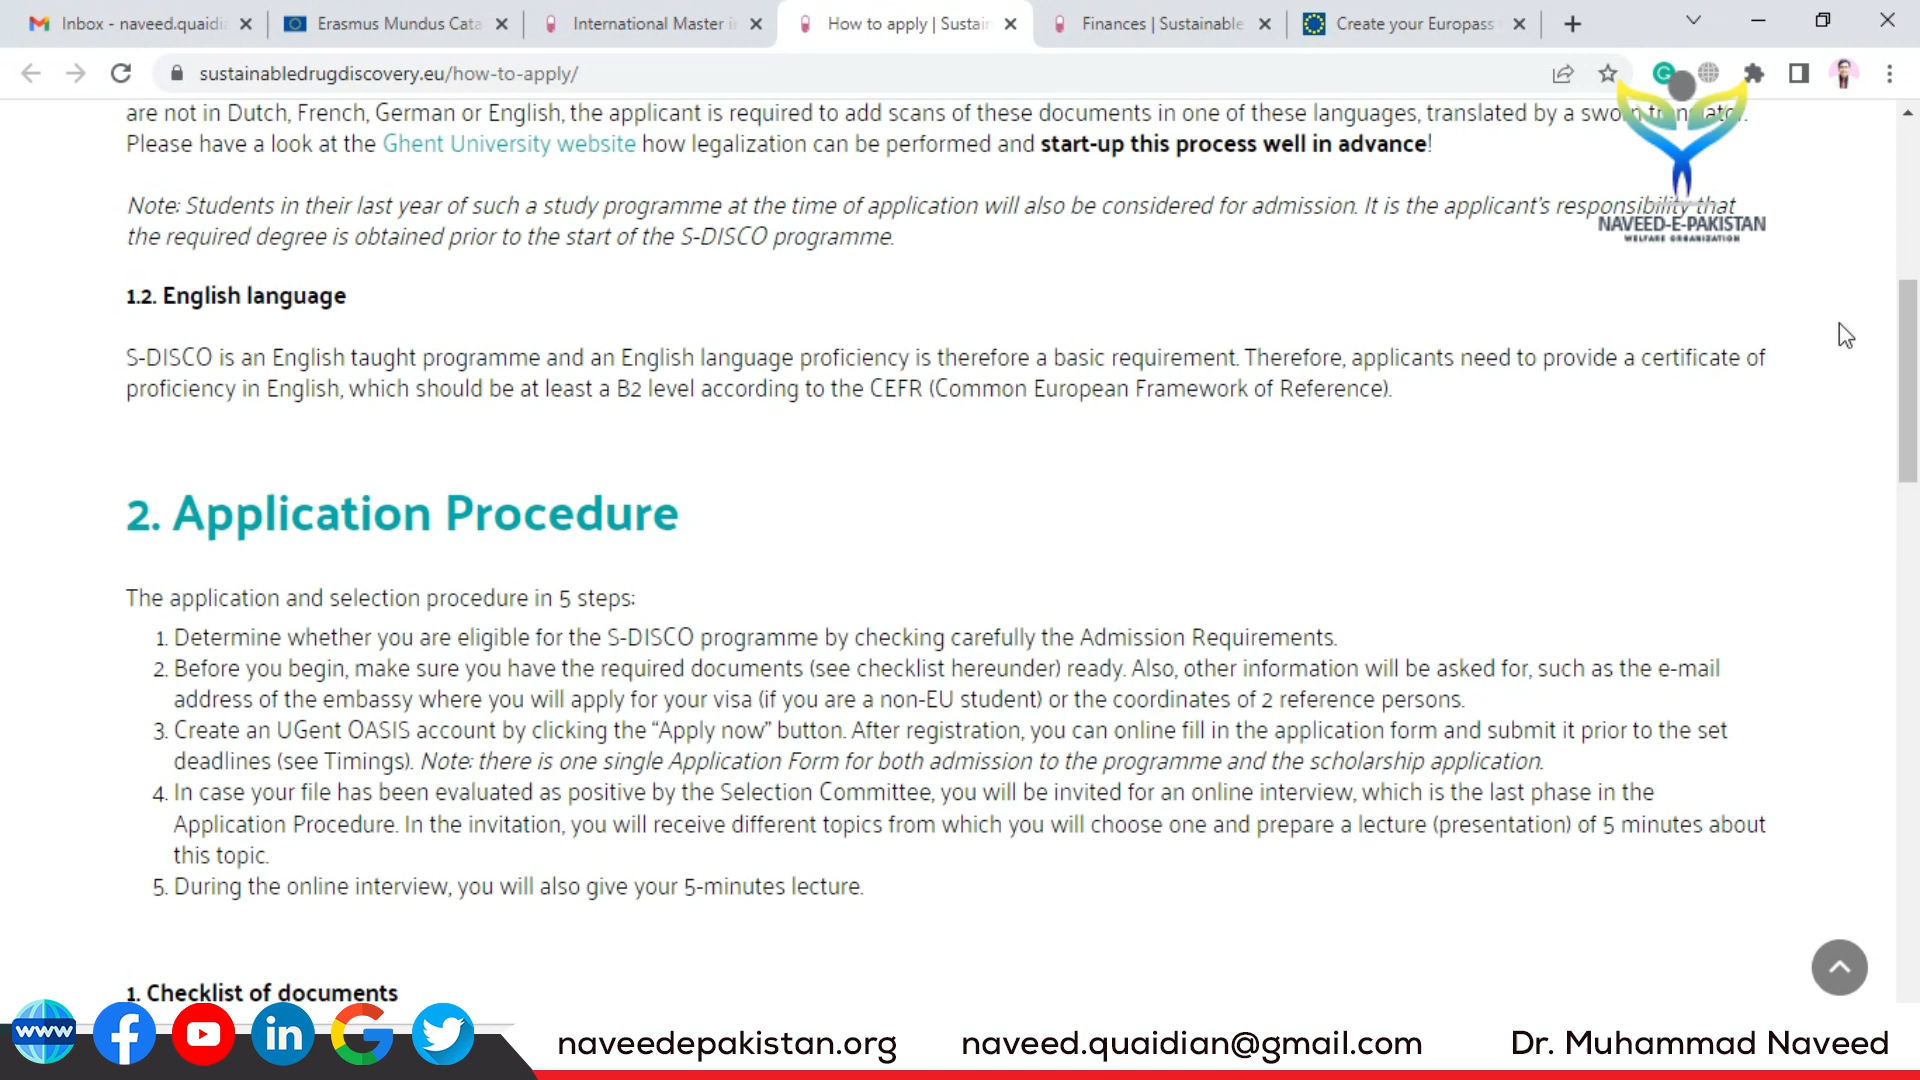 Inbox - naveed.quaidia
Erasmus Mundus Cata
International Master i
How to apply | Sustain
Finances | Sustainable
Create your Europass
sustainabledrugdiscovery.eu/how-to-apply/
are not in Dutch, French, German or English, the applicant is required to add scans of these documents in one of these languages, translated by a sworn translator.
Please have a look at the Ghent University website how legalization can be performed and start-up this process well in advance!
Note: Students in their last year of such a study programme at the time of application will also be considered for admission. It is the applicant's responsibility that
the required degree is obtained prior to the start of the S-DISCO programme.
NAVEED-E-PAKISTAN
WELFARE ORGANIZATION
1.2. English language
S-DISCO is an English taught programme and an English language proficiency is therefore a basic requirement. Therefore, applicants need to provide a certificate of
proficiency in English, which should be at least a B2 level according to the CEFR (Common European Framework of Reference).
2. Application Procedure
The application and selection procedure in 5 steps:
1. Determine whether you are eligible for the S-DISCO programme by checking carefully the Admission Requirements.
2. Before you begin, make sure you have the required documents (see checklist hereunder) ready. Also, other information will be asked for, such as the e-mail
address of the embassy where you will apply for your visa (if you are a non-EU student) or the coordinates of 2 reference persons.
3. Create an UGent OASIS account by clicking the “Apply now” button. After registration, you can online fill in the application form and submit it prior to the set
deadlines (see Timings). Note: there is one single Application Form for both admission to the programme and the scholarship application.
4. In case your file has been evaluated as positive by the Selection Committee, you will be invited for an online interview, which is the last phase in the
Application Procedure. In the invitation, you will receive different topics from which you will choose one and prepare a lecture (presentation) of 5 minutes about
this topic.
5. During the online interview, you will also give your 5-minutes lecture.
1. Checklist of documents
www
naveedepakistan.org
naveed.quaidian@gmail.com
Dr. Muhammad Naveed